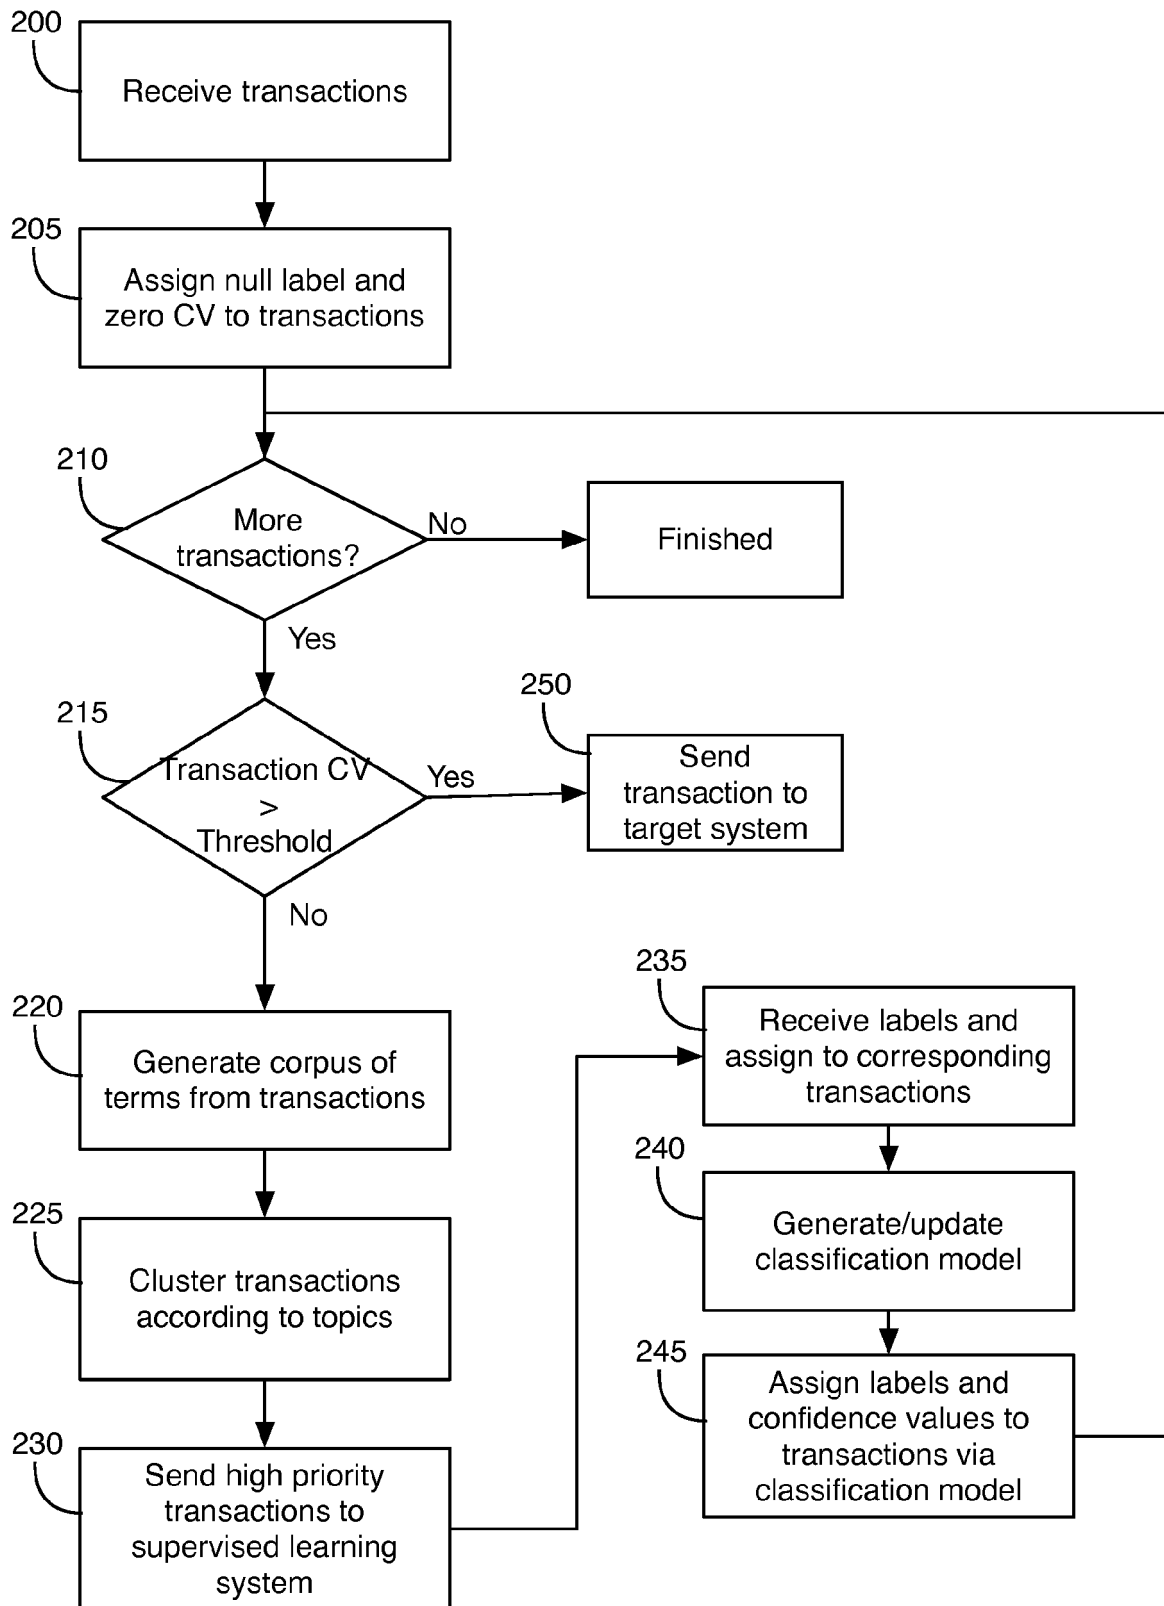 200
Receive transactions
205
Assign null label and
zero CV to transactions
210
More
transactions?
No
Finished
Yes
215
Transaction CV
>
Threshold
Yes
250
Send
transaction to
target system
No
220
Generate corpus of
terms from transactions
225
Cluster transactions
according to topics
230
Send high priority
transactions to
supervised learning
system
235
Receive labels and
assign to corresponding
transactions
240
Generate/update
classification model
245
Assign labels and
confidence values to
transactions via
classification model